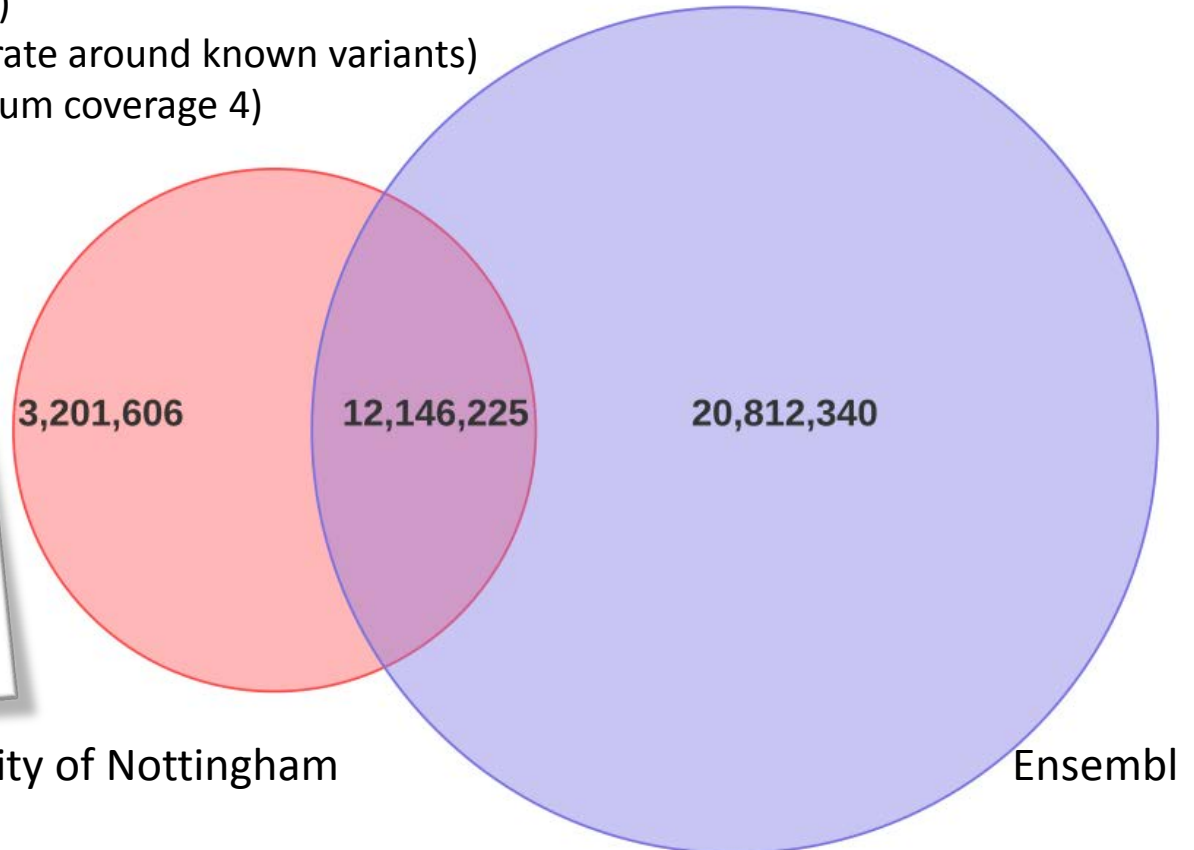 )
rate around known variants)
um coverage 4)
3,201,606
12,146,225
20,812,340
ity of Nottingham
Ensembl